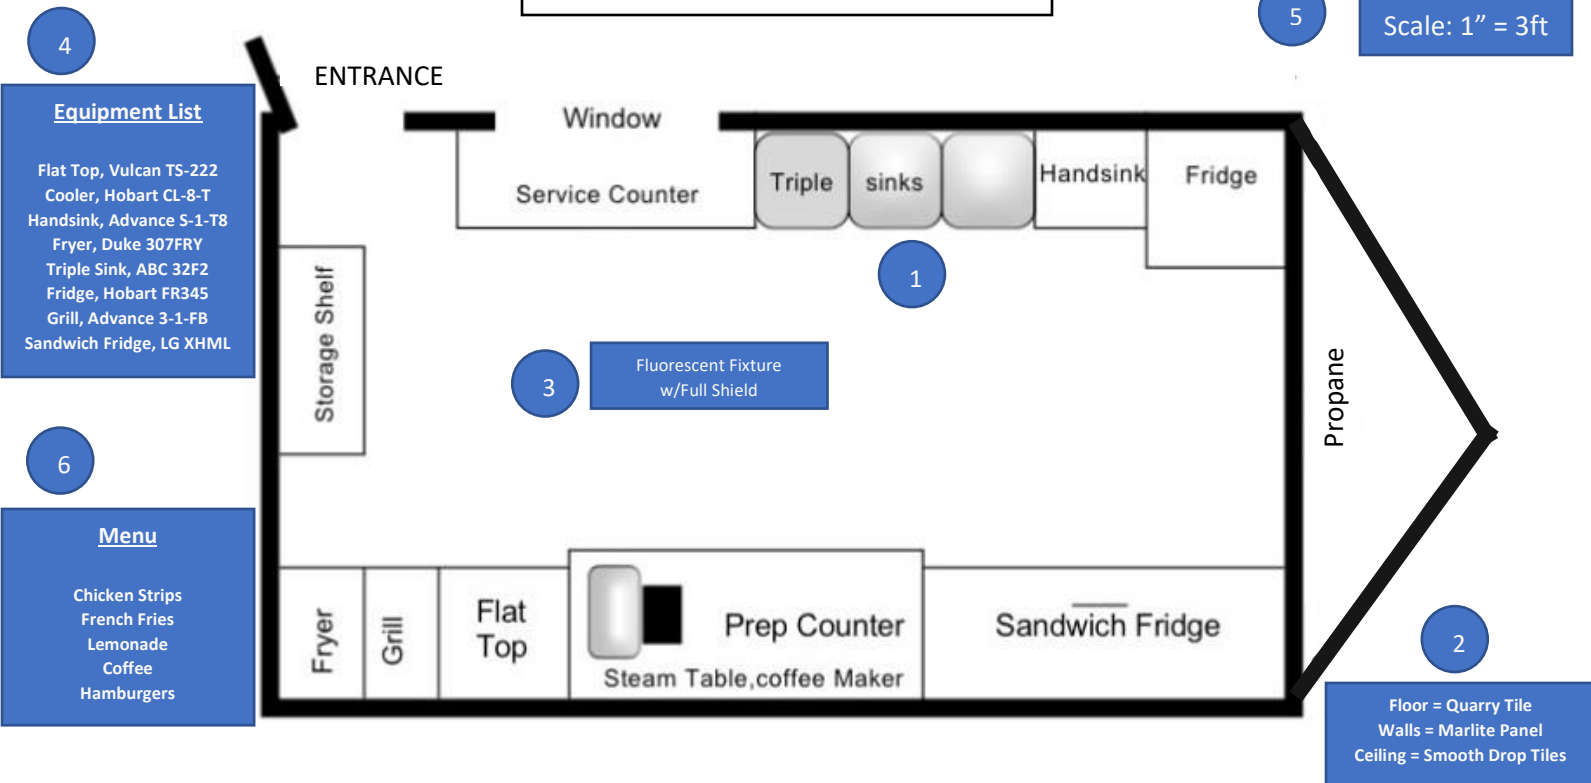 4
5
Scale: 1” = 3ft
ENTRANCE
Equipment List
Flat Top, Vulcan TS-222
Cooler, Hobart CL-8-T
Handsink, Advance S-1-T8
Fryer, Duke 307FRY
Triple Sink, ABC 32F2
Fridge, Hobart FR345
Grill, Advance 3-1-FB
Sandwich Fridge, LG XHML
Window
Service Counter
Triple
sinks
Handsink
Fridge
1
Storage Shelf
3
Fluorescent Fixture
w/Full Shield
Propane
6
Menu
Chicken Strips
French Fries
Lemonade
Coffee
Hamburgers
Fryer
Grill
Flat
Top
Prep Counter
Steam Table,coffee Maker
Sandwich Fridge
2
Floor = Quarry Tile
Walls = Marlite Panel
Ceiling = Smooth Drop Tiles